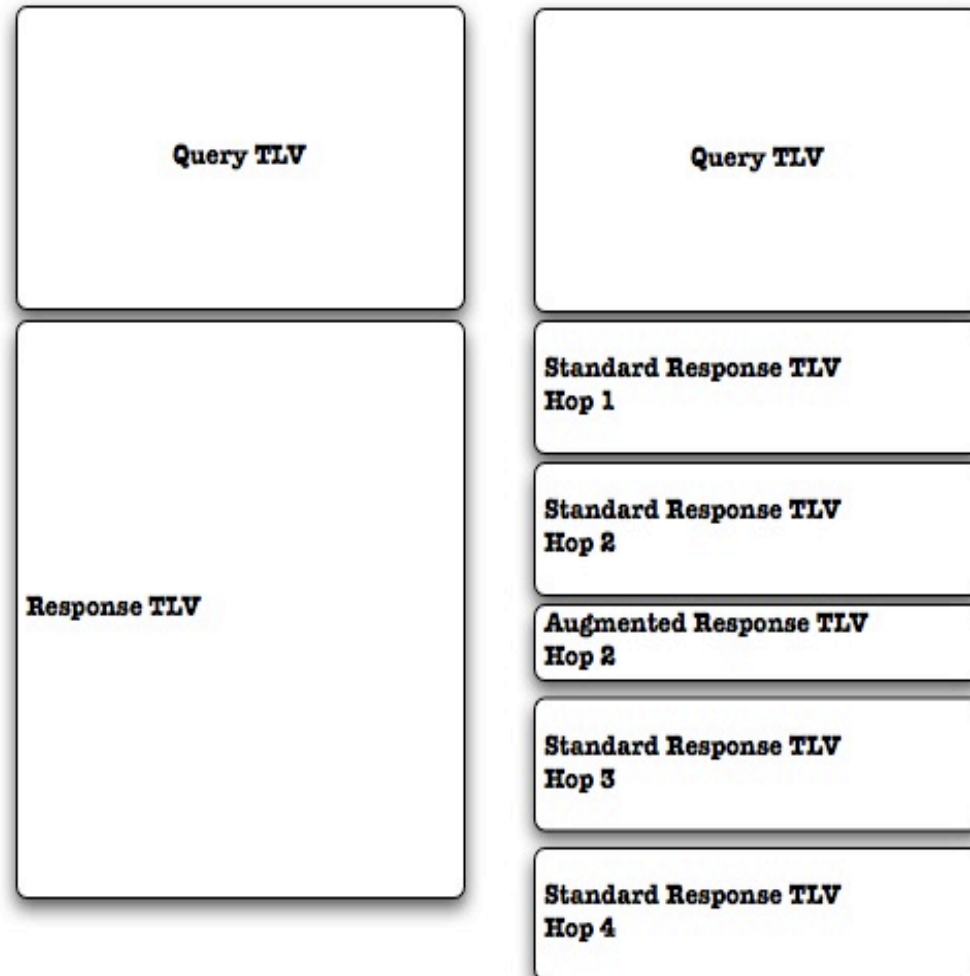 Query TLV
Response TLV
Query TLV
Standard Response TLV
Hop 1
Standard Response TLV
Hop 2
Augmented Response TLV
Hop 2
Standard Response TLV
Hop 3
Standard Response TLV
Hop 4